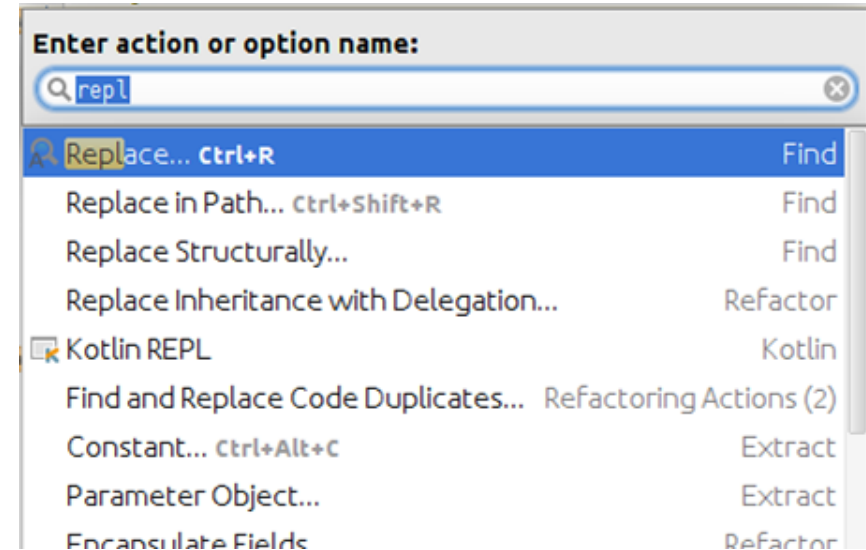 Enter action or option name:
repl
Replace... Ctrl+R Find
Replace in Path... Ctrl+Shift+R Find
Replace Structurally... Find
Replace Inheritance with Delegation... Refactor
Kotlin REPL Kotlin
Find and Replace Code Duplicates... Refactoring Actions (2)
Constant... Ctrl+Alt+C Extract
Parameter Object... Extract
Encapsulate Fields Refactor